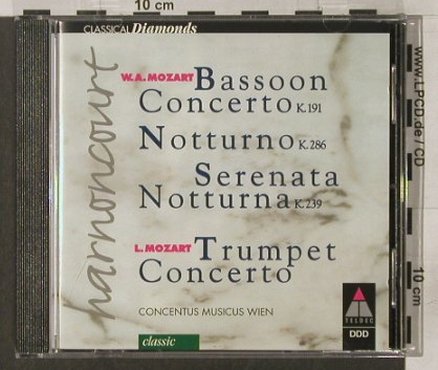 10 cm
CLASSICAL Diamonds
harnoncourt
W.A. MOZART Bassoon
Concerto K.191
Notturno K.286
Serenata
Notturna K.239
L. MOZART Trumpet
Concerto
CONCENTUS MUSICUS WIEN
classic
TELDEC
DDD
www.LPCD.de / CD
10 cm